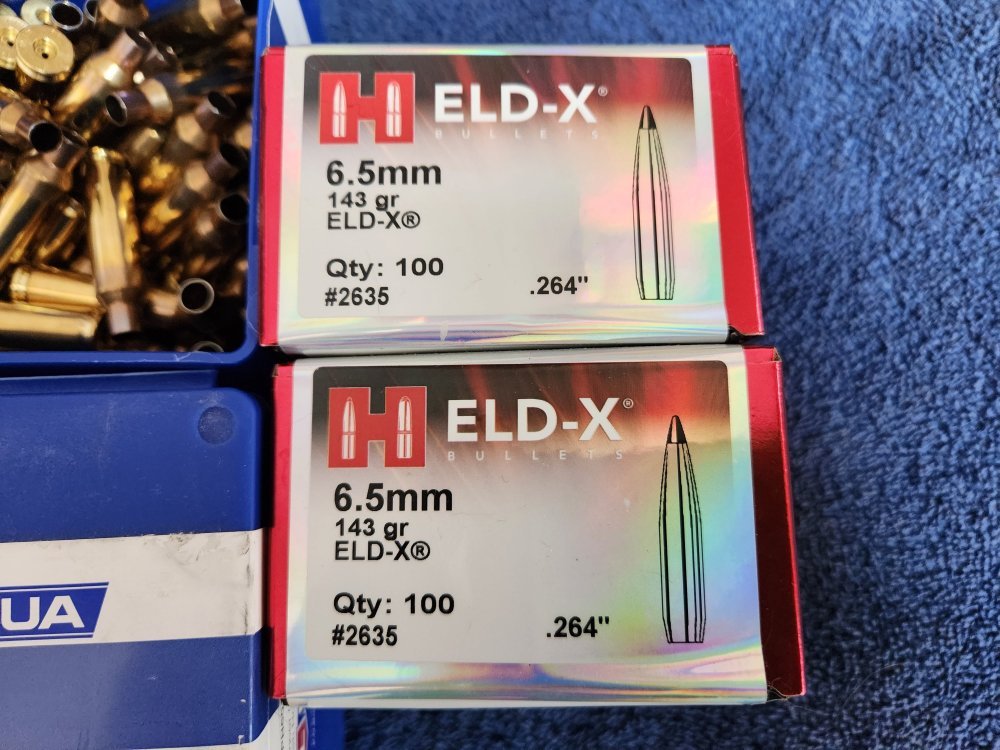 H ELD-X®
BULLETS
6.5mm
143 gr
ELD-X®
Qty: 100
#2635
.264"
H ELD-X®
BULLETS
6.5mm
143 gr
ELD-X®
Qty: 100
#2635
.264"
UA